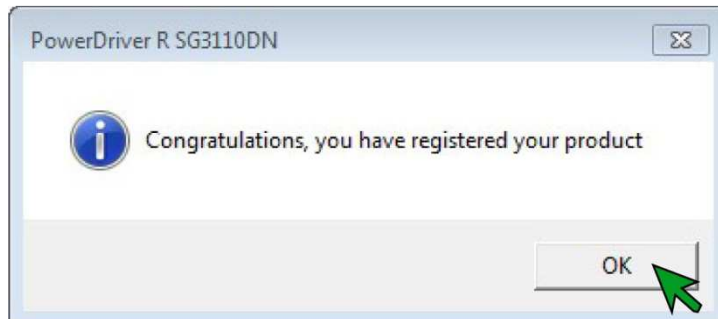 PowerDriver R SG3110DN
Congratulations, you have registered your product
OK